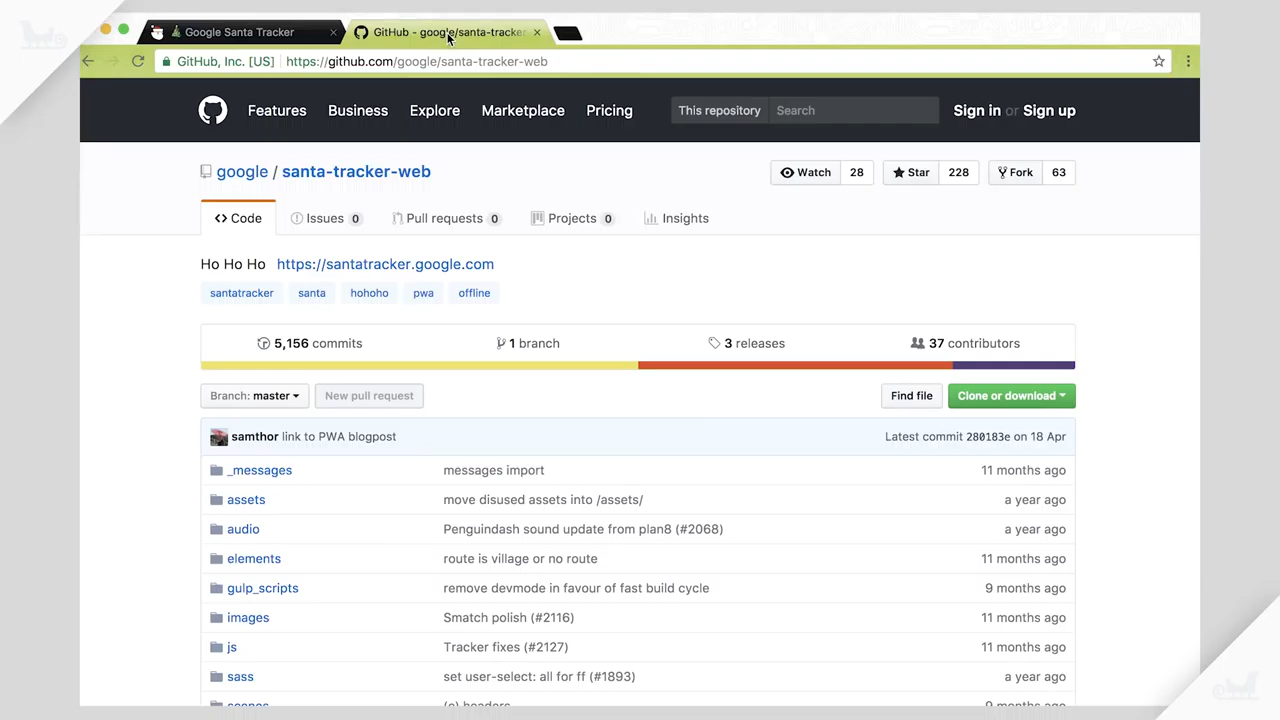 Google Santa Tracker
GitHub - google/santa-tracker
GitHub, Inc. [US] https://github.com/google/santa-tracker-web
Features Business Explore Marketplace Pricing This repository Search Sign in or Sign up
google / santa-tracker-web Watch 28 Star 228 Fork 63
Code Issues 0 Pull requests 0 Projects 0 Insights
Ho Ho Ho https://santatracker.google.com
santatracker santa hohoho pwa offline
5,156 commits 1 branch 3 releases 37 contributors
Branch: master New pull request Find file Clone or download
samthor link to PWA blogpost Latest commit 280183e on 18 Apr
_messages messages import 11 months ago
assets move disused assets into /assets/ a year ago
audio Penguindash sound update from plan8 (#2068) a year ago
elements route is village or no route 11 months ago
gulp_scripts remove devmode in favour of fast build cycle 9 months ago
images Smatch polish (#2116) 11 months ago
js Tracker fixes (#2127) 11 months ago
sass set user-select: all for ff (#1893) a year ago
scenes (c) headers 9 months ago